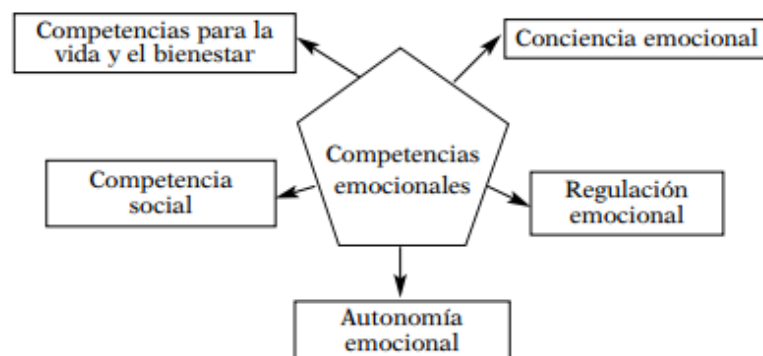 Competencias para la
vida y el bienestar
Conciencia emocional
Competencias
emocionales
Competencia
social
Regulación
emocional
Autonomía
emocional